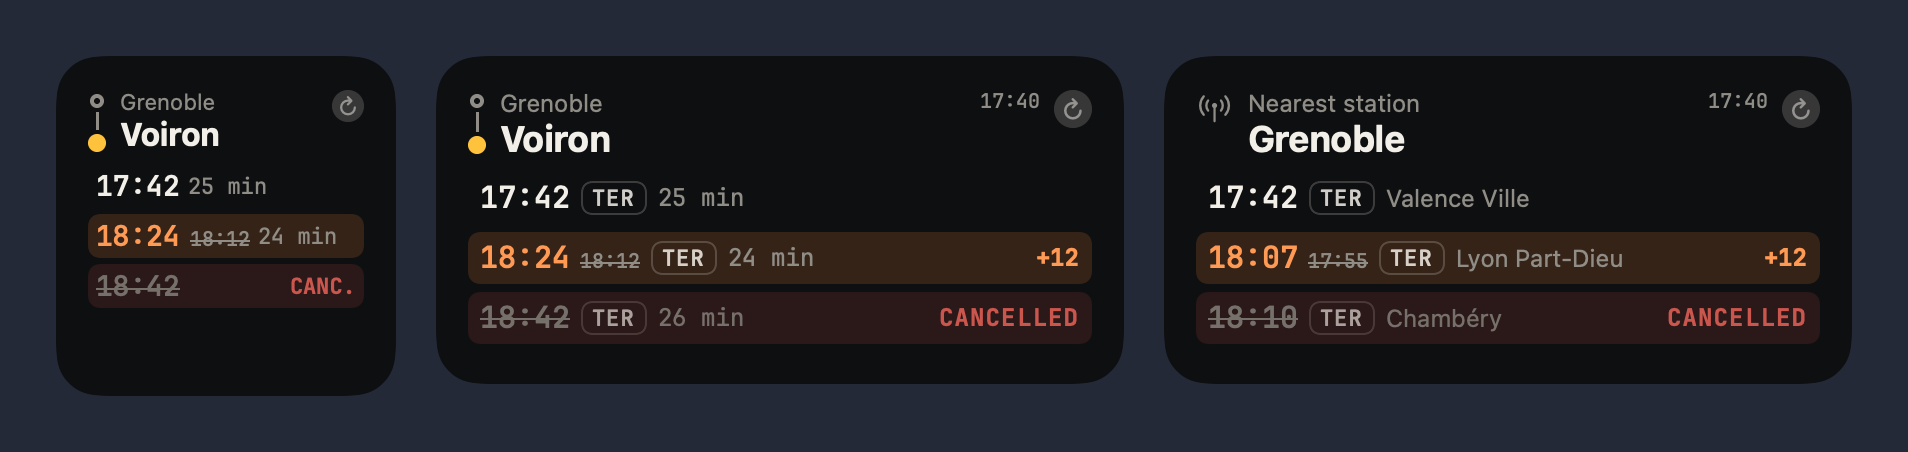 Grenoble
Voiron
17:42 25 min
18:24 18:12 24 min
18:42 CANC.
Grenoble 17:40
Voiron
17:42 TER 25 min
18:24 18:12 TER 24 min +12
18:42 TER 26 min CANCELLED
Nearest station 17:40
Grenoble
17:42 TER Valence Ville
18:07 17:55 TER Lyon Part-Dieu +12
18:10 TER Chambéry CANCELLED